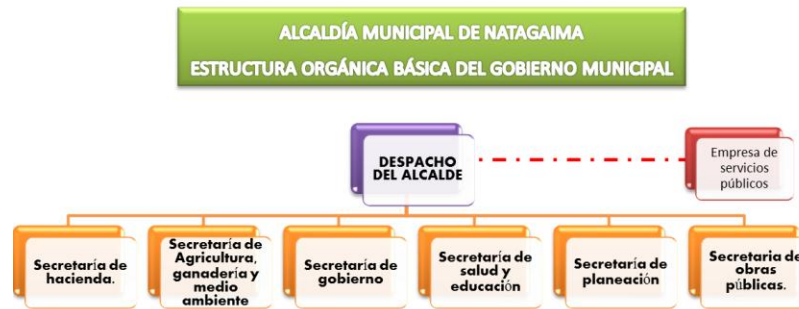 ALCALDÍA MUNICIPAL DE NATAGAIMA
ESTRUCTURA ORGÁNICA BÁSICA DEL GOBIERNO MUNICIPAL
DESPACHO
DEL ALCALDE
Empresa de
servicios
públicos
Secretaría de
hacienda.
Secretaría de
Agricultura,
ganadería y
medio
ambiente
Secretaría de
gobierno
Secretaría de
salud y
educación
Secretaría de
planeación
Secretaria de
obras
públicas.